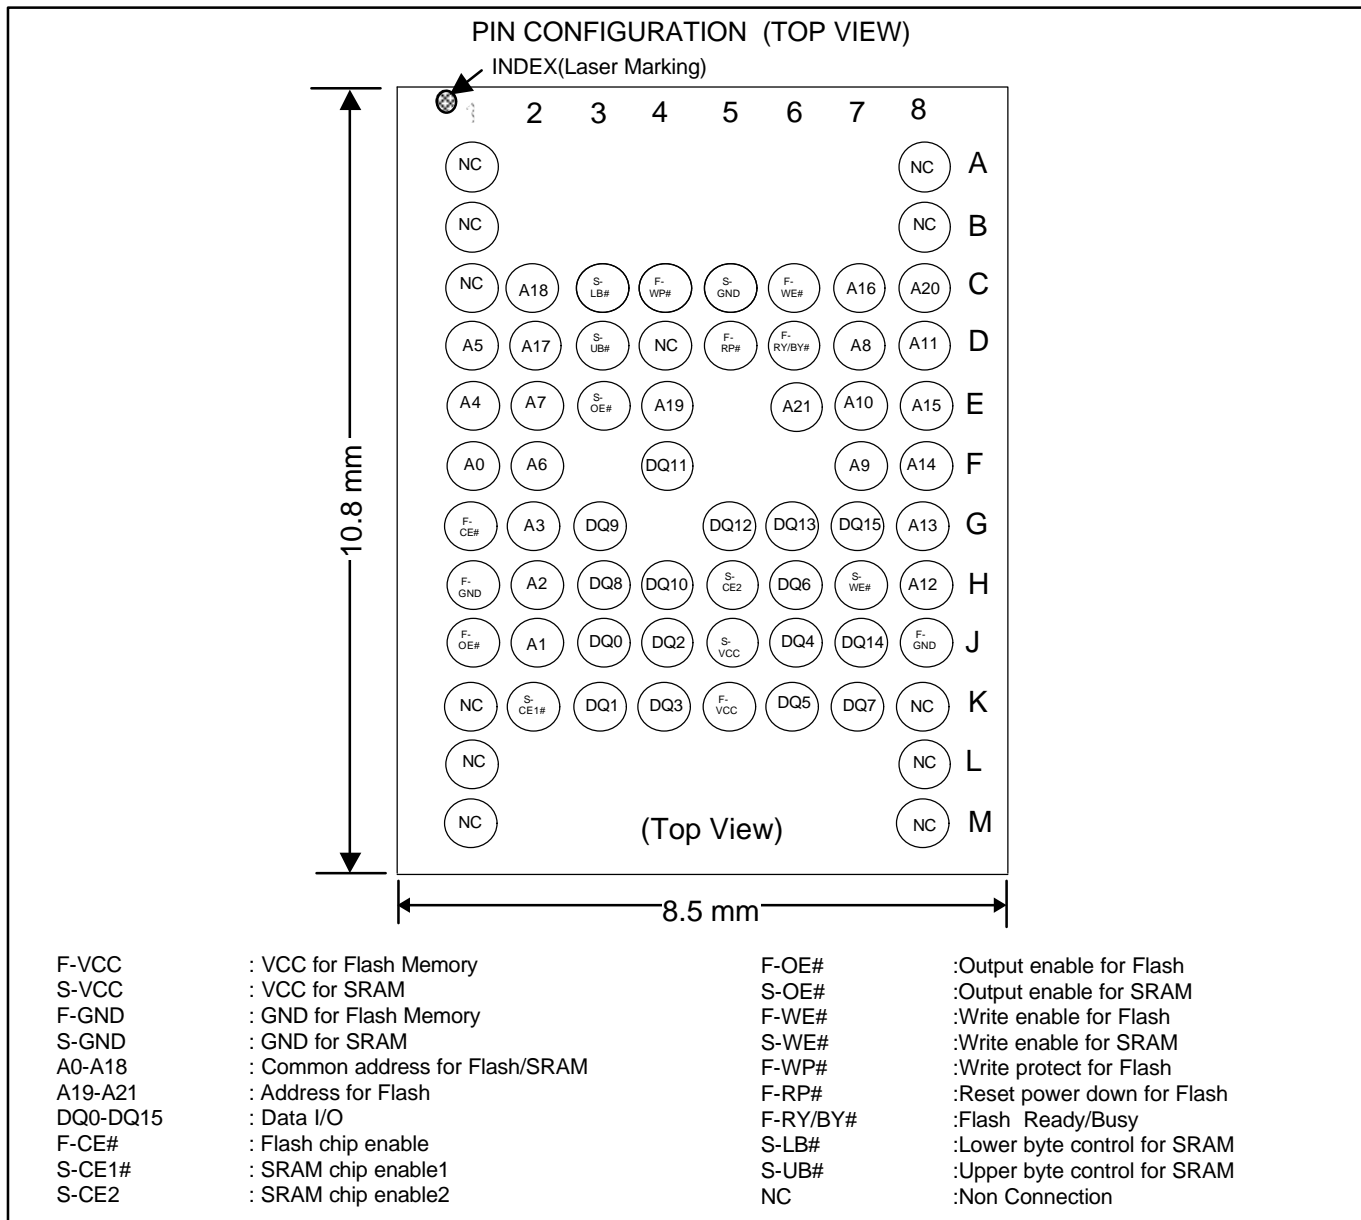 PIN CONFIGURATION (TOP VIEW)
INDEX(Laser Marking)
1 2 3 4 5 6 7 8
NC NC A
NC NC B
NC A18 S-LB# F-WP# S-GND F-WE# A16 A20 C
A5 A17 S-UB# NC F-RP# F-RY/BY# A8 A11 D
A4 A7 S-OE# A19 A21 A10 A15 E
A0 A6 DQ11 A9 A14 F
F-CE# A3 DQ9 DQ12 DQ13 DQ15 A13 G
F-GND A2 DQ8 DQ10 S-CE2 DQ6 S-WE# A12 H
F-OE# A1 DQ0 DQ2 S-VCC DQ4 DQ14 F-GND J
NC S-CE1# DQ1 DQ3 F-VCC DQ5 DQ7 NC K
NC NC L
NC NC M
(Top View)
10.8 mm
8.5 mm
F-VCC : VCC for Flash Memory
S-VCC : VCC for SRAM
F-GND : GND for Flash Memory
S-GND : GND for SRAM
A0-A18 : Common address for Flash/SRAM
A19-A21 : Address for Flash
DQ0-DQ15 : Data I/O
F-CE# : Flash chip enable
S-CE1# : SRAM chip enable1
S-CE2 : SRAM chip enable2
F-OE# :Output enable for Flash
S-OE# :Output enable for SRAM
F-WE# :Write enable for Flash
S-WE# :Write enable for SRAM
F-WP# :Write protect for Flash
F-RP# :Reset power down for Flash
F-RY/BY# :Flash Ready/Busy
S-LB# :Lower byte control for SRAM
S-UB# :Upper byte control for SRAM
NC :Non Connection